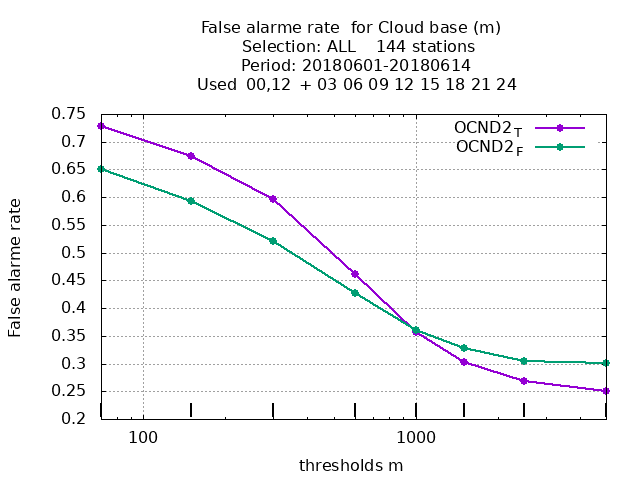 False alarme rate  for Cloud base (m)
Selection: ALL    144 stations
Period: 20180601-20180614
Used  00,12  + 03 06 09 12 15 18 21 24
OCND2T
OCND2F
0.75
0.7
0.65
0.6
0.55
0.5
0.45
0.4
0.35
0.3
0.25
0.2
False alarme rate
100 1000
thresholds m